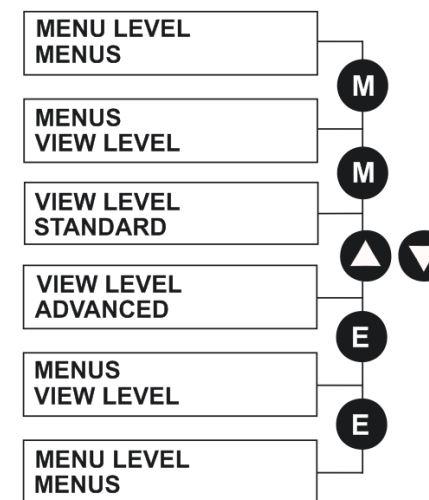 MENU LEVEL
MENUS
M
MENUS
VIEW LEVEL
M
VIEW LEVEL
STANDARD
VIEW LEVEL
ADVANCED
E
MENUS
VIEW LEVEL
E
MENU LEVEL
MENUS